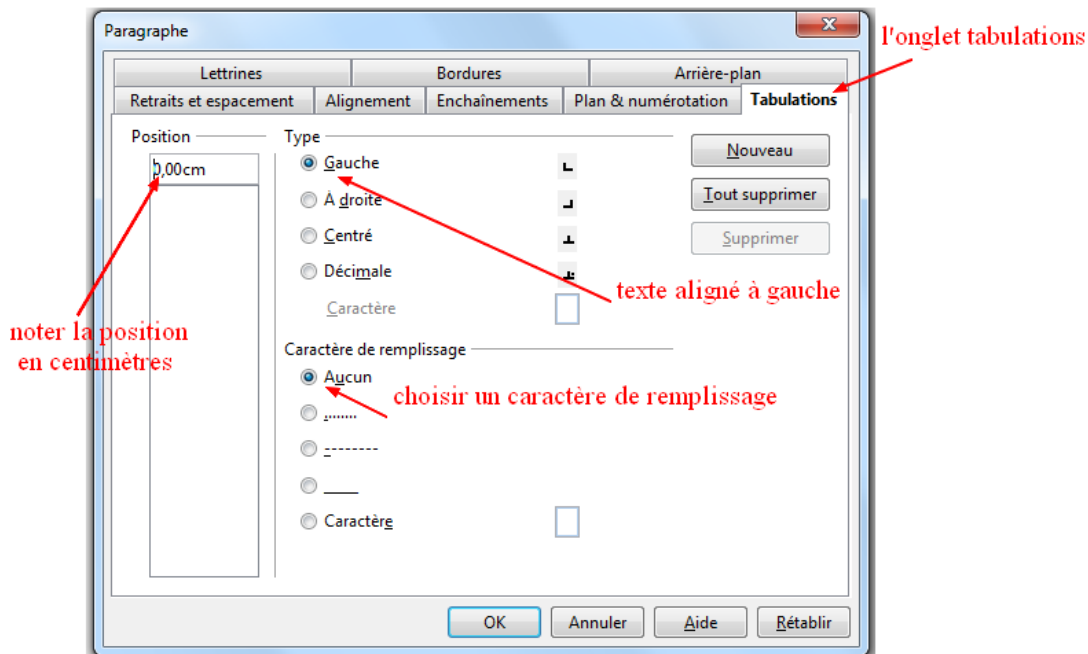 Paragraphe
l'onglet tabulations
Lettrines Bordures Arrière-plan
Retraits et espacement Alignement Enchaînements Plan & numérotation Tabulations
Position Type
0,00cm
Gauche
À droite
Centré
Décimale
Caractère
Nouveau
Tout supprimer
Supprimer
texte aligné à gauche
noter la position
en centimètres
Caractère de remplissage
Aucun
choisir un caractère de remplissage
........
--------
____
Caractère
OK Annuler Aide Rétablir